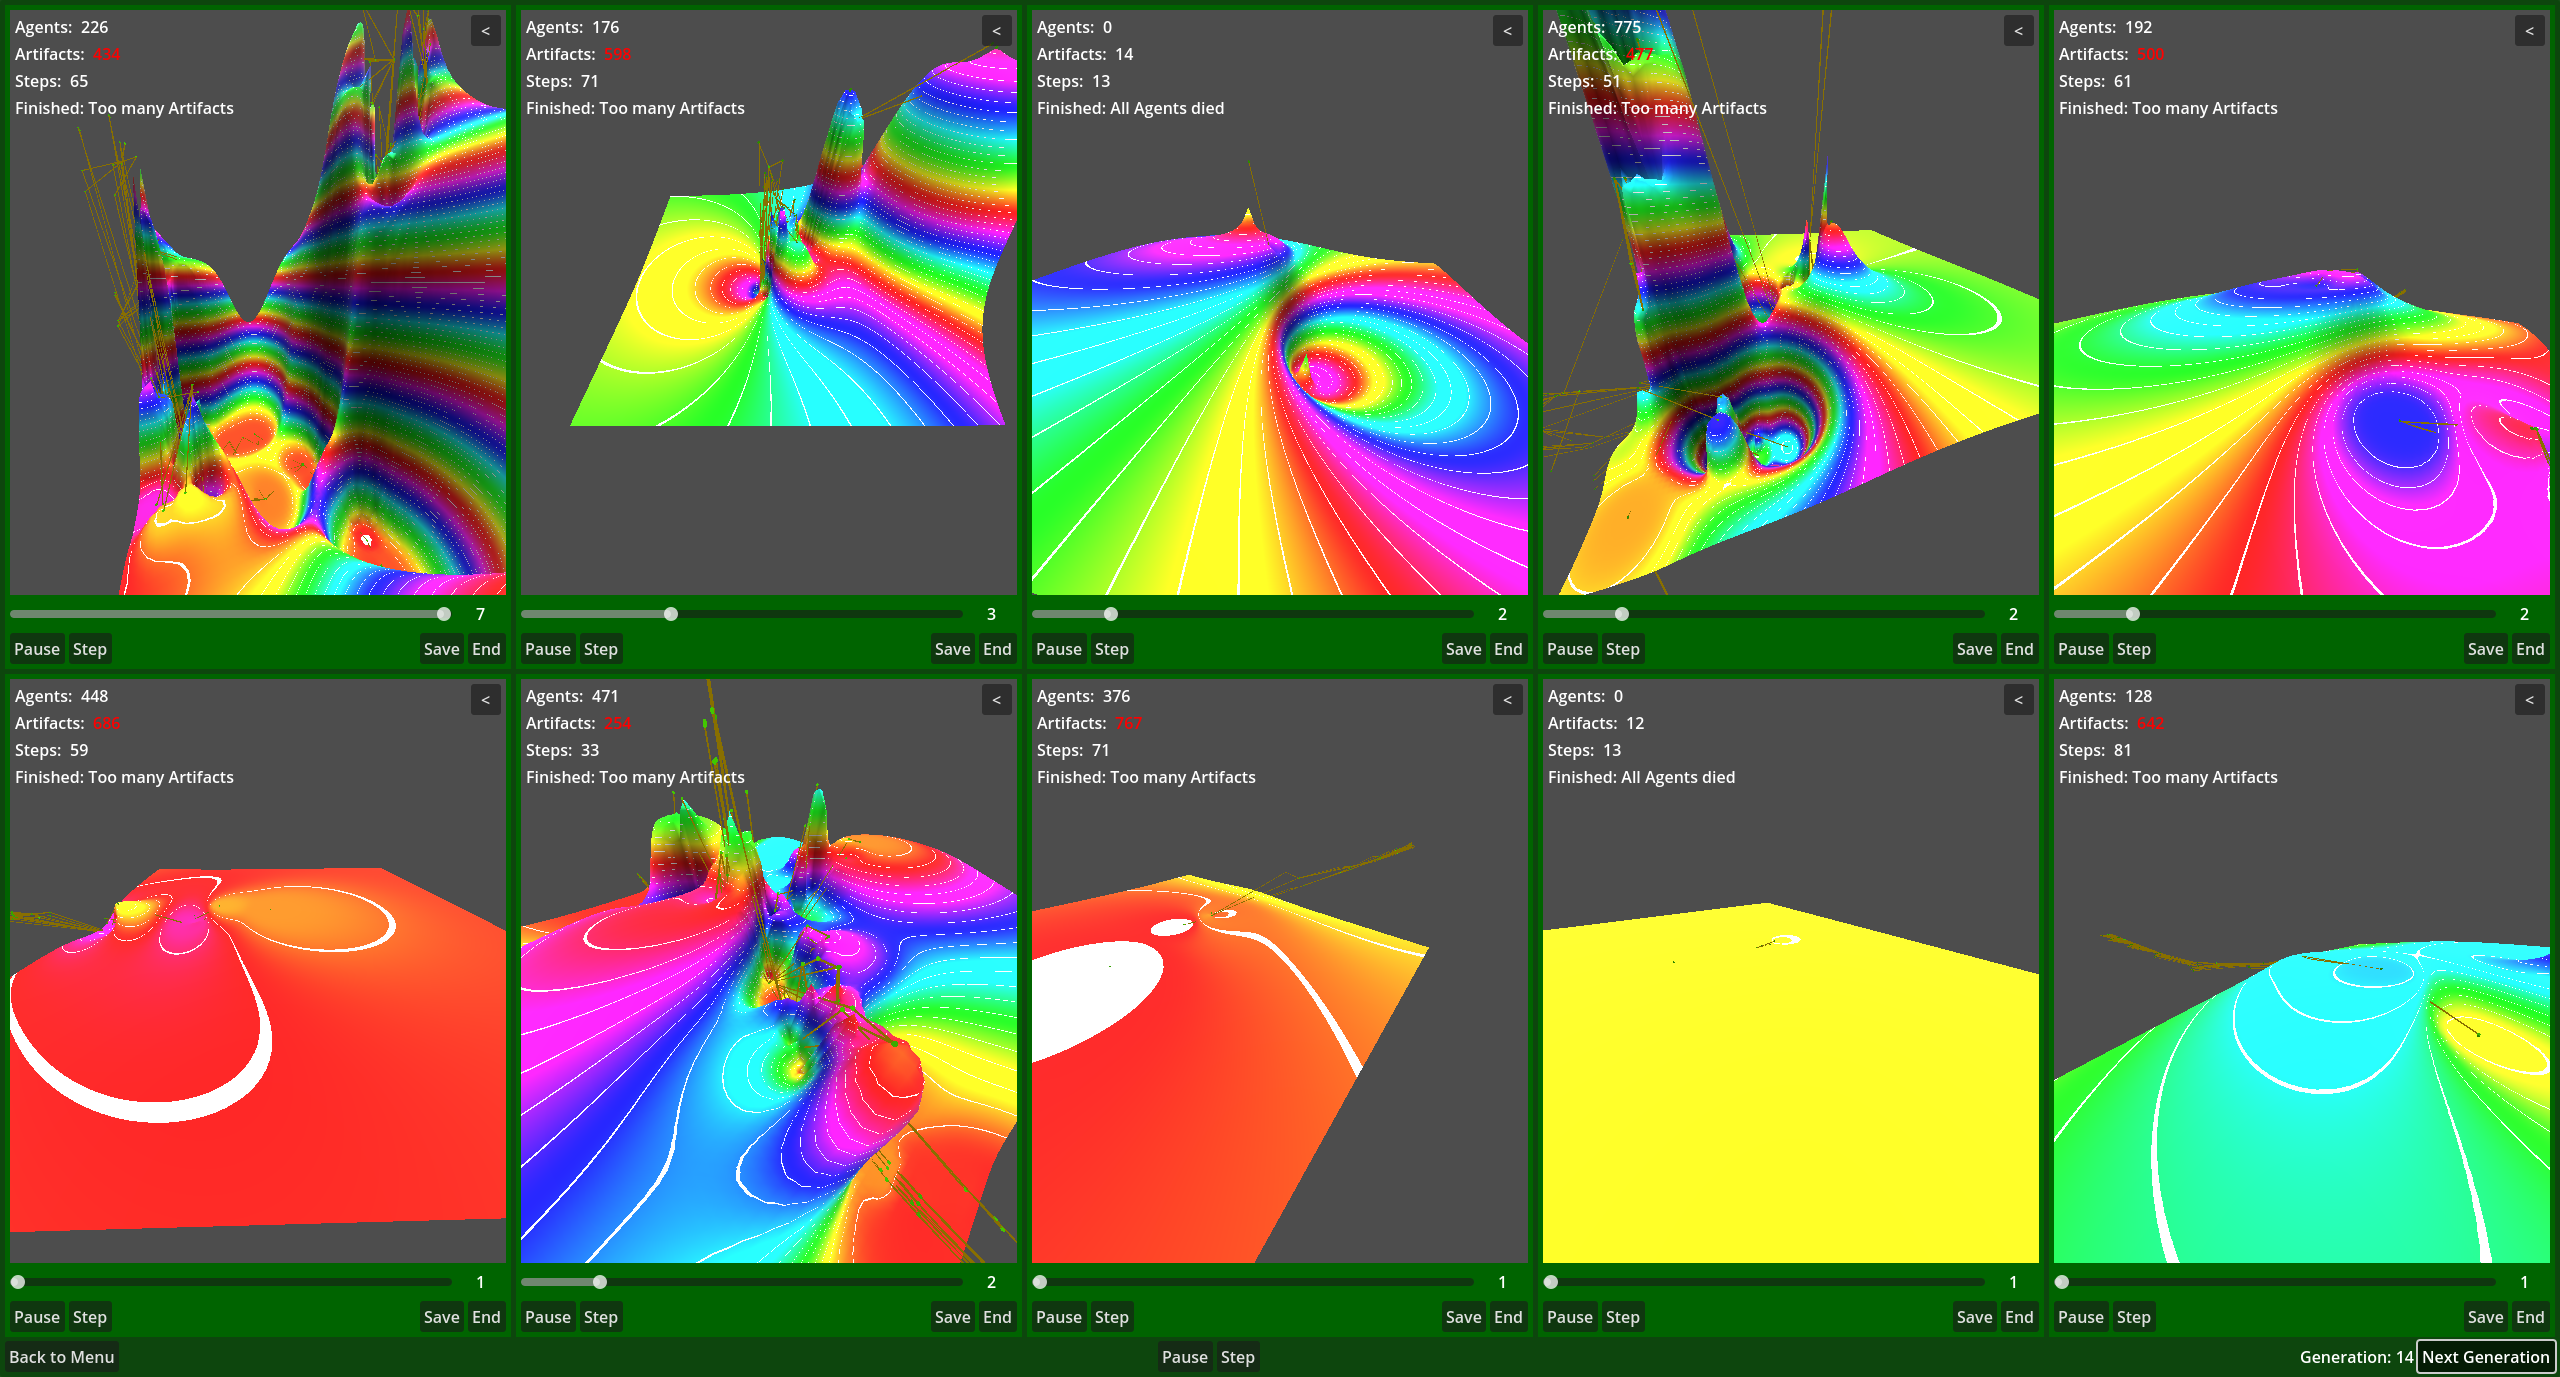 Agents: 226
<
Artifacts: 434
Steps: 65
Finished: Too many Artifacts
7
Pause Step Save End
Agents: 176
<
Artifacts: 598
Steps: 71
Finished: Too many Artifacts
3
Pause Step Save End
Agents: 0
<
Artifacts: 14
Steps: 13
Finished: All Agents died
2
Pause Step Save End
Agents: 775
<
Artifacts: 477
Steps: 51
Finished: Too many Artifacts
2
Pause Step Save End
Agents: 192
<
Artifacts: 500
Steps: 61
Finished: Too many Artifacts
2
Pause Step Save End
Agents: 448
<
Artifacts: 686
Steps: 59
Finished: Too many Artifacts
1
Pause Step Save End
Agents: 471
<
Artifacts: 254
Steps: 33
Finished: Too many Artifacts
2
Pause Step Save End
Agents: 376
<
Artifacts: 767
Steps: 71
Finished: Too many Artifacts
1
Pause Step Save End
Agents: 0
<
Artifacts: 12
Steps: 13
Finished: All Agents died
1
Pause Step Save End
Agents: 128
<
Artifacts: 642
Steps: 81
Finished: Too many Artifacts
1
Pause Step Save End
Back to Menu Pause Step Generation: 14 Next Generation